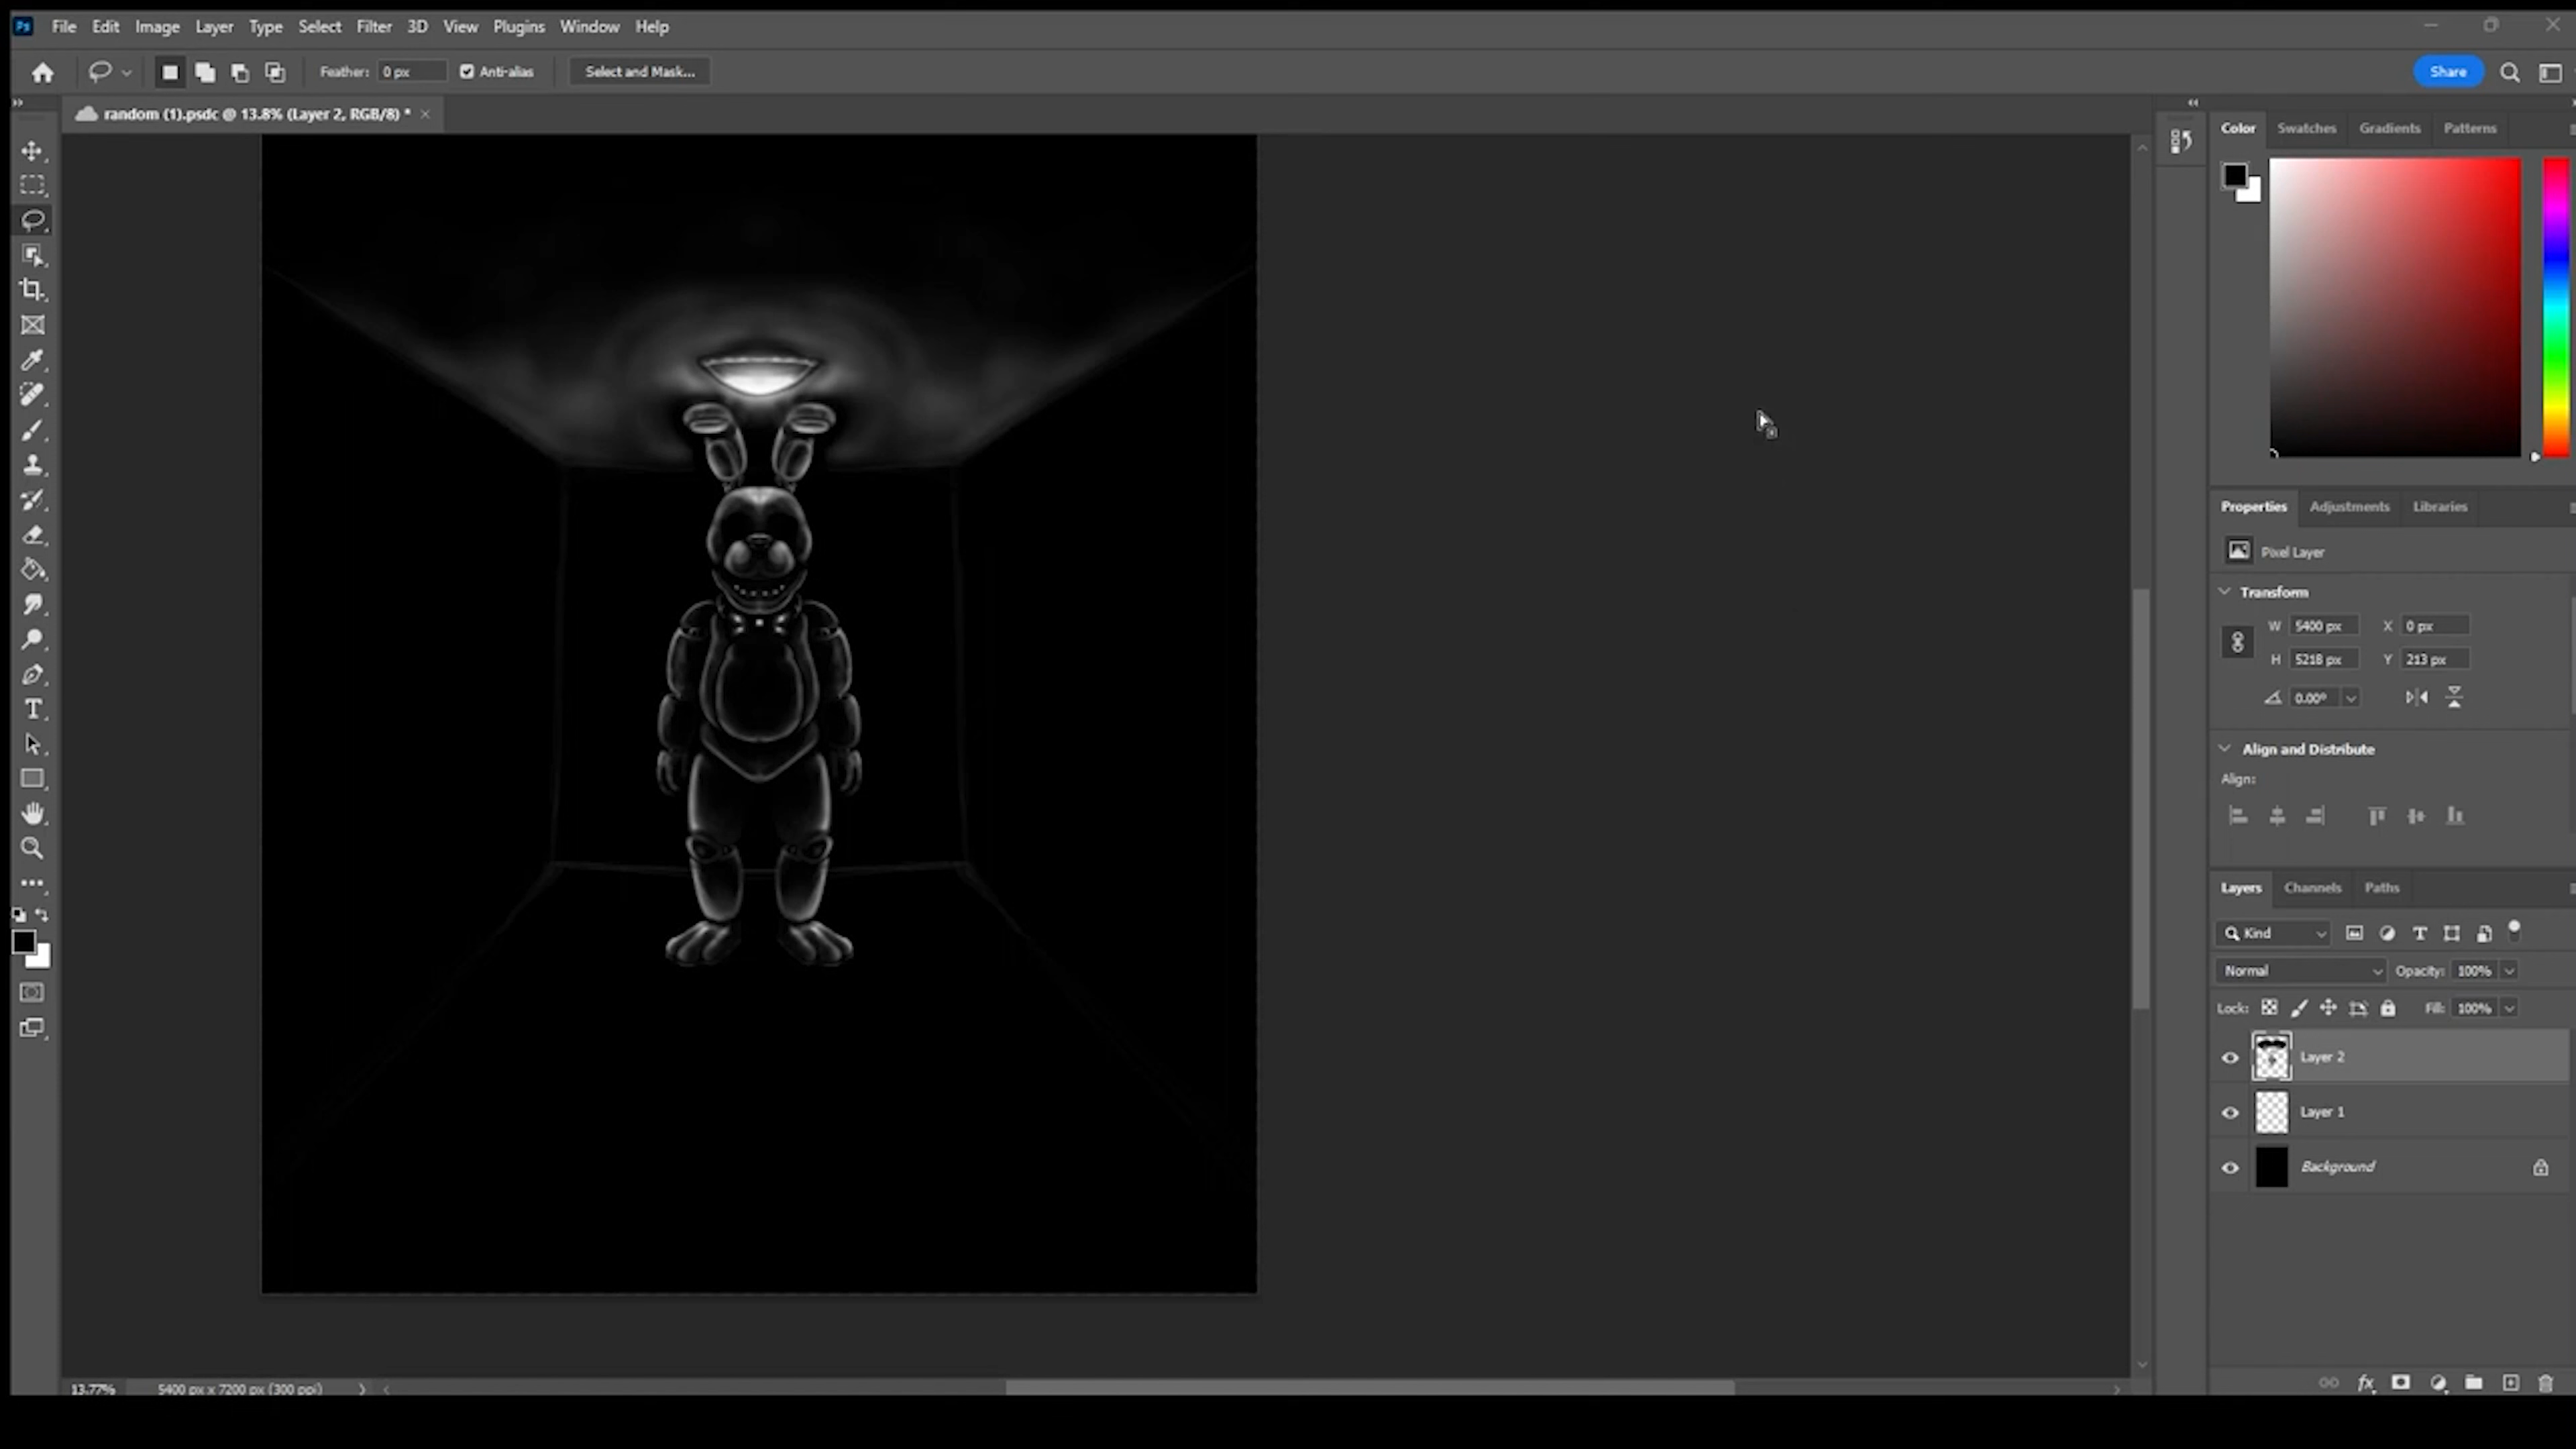 Ps File Edit Image Layer Type Select Filter 3D View Plugins Window Help
Feather: 0 px Anti-alias Select and Mask... Share
random (1).psdc @ 13.8% (Layer 2, RGB/8) *
Color Swatches Gradients Patterns
Properties Adjustments Libraries
Pixel Layer
Transform
W 5400 px X 0 px
H 5218 px Y 213 px
0.00°
Align and Distribute
Align:
Layers Channels Paths
Kind
Normal Opacity: 100%
Lock: Fill: 100%
Layer 2
Layer 1
Background
fx
13.77% 5400 px x 7200 px (300 ppi)